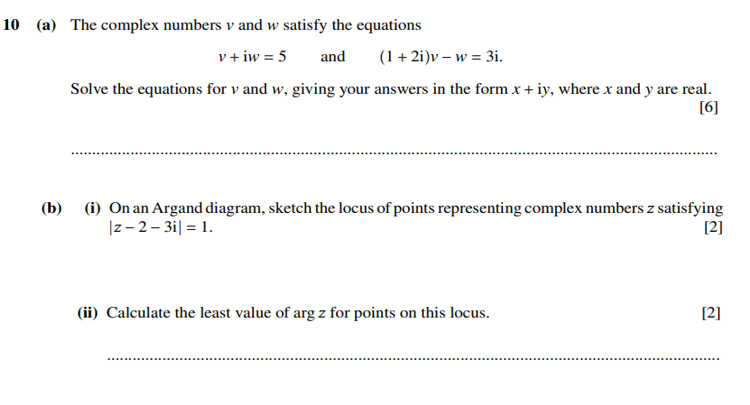 10 (a) The complex numbers v and w satisfy the equations
v + iw = 5 and (1 + 2i)v – w = 3i.
Solve the equations for v and w, giving your answers in the form x + iy, where x and y are real.
[6]
(b) (i) On an Argand diagram, sketch the locus of points representing complex numbers z satisfying
|z – 2 – 3i| = 1. [2]
(ii) Calculate the least value of arg z for points on this locus. [2]